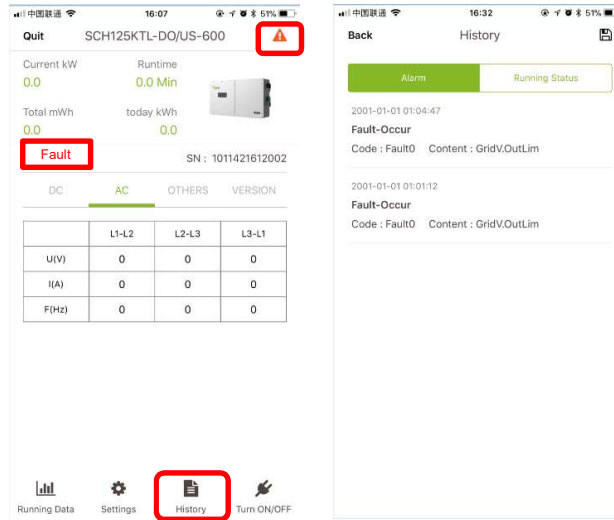 中国联通 16:07 51%
Quit SCH125KTL-DO/US-600
Current kW Runtime
0.0 0.0 Min
Total mWh today kWh
0.0 0.0
Fault SN : 1011421612002
DC AC OTHERS VERSION
L1-L2 L2-L3 L3-L1
U(V) 0 0 0
I(A) 0 0 0
F(Hz) 0 0 0
Running Data Settings History Turn ON/OFF
中国联通 16:32 51%
Back History
Alarm Running Status
2001-01-01 01:04:47
Fault-Occur
Code : Fault0 Content : GridV.OutLim
2001-01-01 01:01:12
Fault-Occur
Code : Fault0 Content : GridV.OutLim